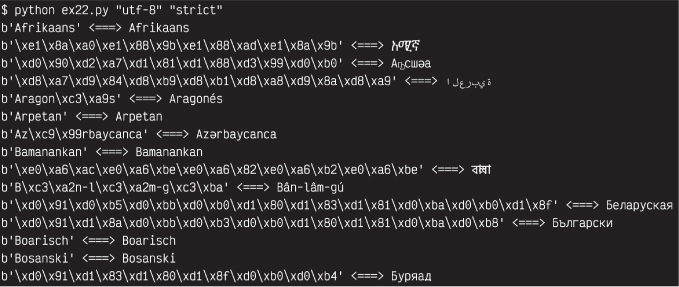 $ python ex22.py "utf-8" "strict"
b'Afrikaans' <===> Afrikaans
b'\xe1\x8a\xa0\xe1\x88\x9b\xe1\x88\xad\xe1\x8a\x9b' <===> አማርኛ
b'\xd0\x90\xd2\xa7\xd1\x81\xd1\x88\xd3\x99\xd0\xb0' <===> Аҧсшәа
b'\xd8\xa7\xd9\x84\xd8\xb9\xd8\xb1\xd8\xa8\xd9\x8a\xd8\xa9' <===> العربية
b'Aragon\xc3\xa9s' <===> Aragonés
b'Arpetan' <===> Arpetan
b'Az\xc9\x99rbaycanca' <===> Azərbaycanca
b'Bamanankan' <===> Bamanankan
b'\xe0\xa6\xac\xe0\xa6\xbe\xe0\xa6\x82\xe0\xa6\xb2\xe0\xa6\xbe' <===> বাংলা
b'B\xc3\xa2n-l\xc3\xa2m-g\xc3\xba' <===> Bân-lâm-gú
b'\xd0\x91\xd0\xb5\xd0\xbb\xd0\xb0\xd1\x80\xd1\x83\xd1\x81\xd0\xba\xd0\xb0\xd1\x8f' <===> Беларуская
b'\xd0\x91\xd1\x8a\xd0\xbb\xd0\xb3\xd0\xb0\xd1\x80\xd1\x81\xd0\xba\xd0\xb8' <===> Български
b'Boarisch' <===> Boarisch
b'Bosanski' <===> Bosanski
b'\xd0\x91\xd1\x83\xd1\x80\xd1\x8f\xd0\xb0\xd0\xb4' <===> Буряад